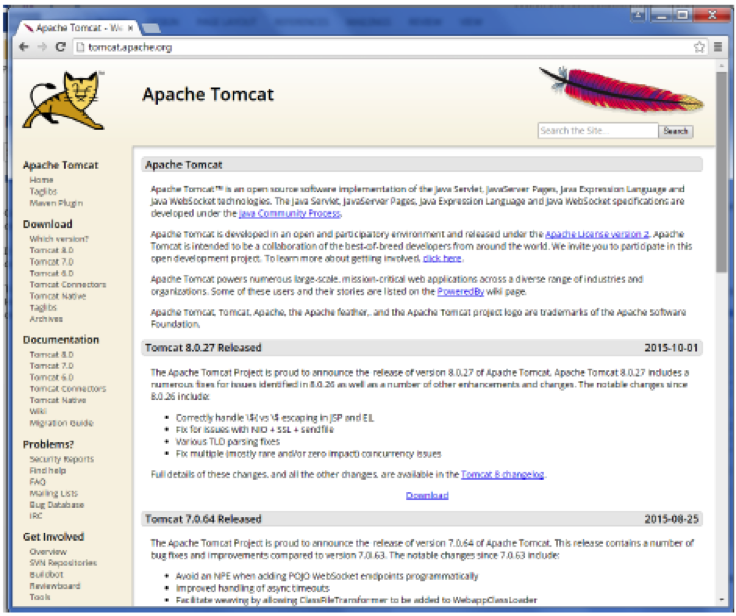 Apache Tomcat - We
tomcat.apache.org
Apache Tomcat
Search the Site...
Search
Apache Tomcat
Home
Taglibs
Maven Plugin
Download
Which version?
Tomcat 8.0
Tomcat 7.0
Tomcat 6.0
Tomcat Connectors
Tomcat Native
Taglibs
Archives
Documentation
Tomcat 8.0
Tomcat 7.0
Tomcat 6.0
Tomcat Connectors
Tomcat Native
Wiki
Migration Guide
Problems?
Security Reports
Find help
FAQ
Mailing Lists
Bug Database
IRC
Get Involved
Overview
SVN Repositories
Buildbot
Reviewboard
Tools
Apache Tomcat
Apache Tomcat™ is an open source software implementation of the Java Servlet, JavaServer Pages, Java Expression Language and
Java WebSocket technologies. The Java Servlet, JavaServer Pages, Java Expression Language and Java WebSocket specifications are
developed under the Java Community Process.
Apache Tomcat is developed in an open and participatory environment and released under the Apache License version 2. Apache
Tomcat is intended to be a collaboration of the best-of-breed developers from around the world. We invite you to participate in this
open development project. To learn more about getting involved, click here.
Apache Tomcat powers numerous large-scale, mission-critical web applications across a diverse range of industries and
organizations. Some of these users and their stories are listed on the PoweredBy wiki page.
Apache Tomcat, Tomcat, Apache, the Apache feather, and the Apache Tomcat project logo are trademarks of the Apache Software
Foundation.
Tomcat 8.0.27 Released 2015-10-01
The Apache Tomcat Project is proud to announce the release of version 8.0.27 of Apache Tomcat. Apache Tomcat 8.0.27 includes a
numerous fixes for issues identified in 8.0.26 as well as a number of other enhancements and changes. The notable changes since
8.0.26 include:
• Correctly handle \${ vs \$ escaping in JSP and EL
• Fix for issues with NIO + SSL + sendfile
• Various TLD parsing fixes
• Fix multiple (mostly rare and/or zero impact) concurrency issues
Full details of these changes, and all the other changes, are available in the Tomcat 8 changelog.
Download
Tomcat 7.0.64 Released 2015-08-25
The Apache Tomcat Project is proud to announce the release of version 7.0.64 of Apache Tomcat. This release contains a number of
bug fixes and improvements compared to version 7.0.63. The notable changes since 7.0.63 include:
• Avoid an NPE when adding POJO WebSocket endpoints programmatically
• Improved handling of async timeouts
• Facilitate weaving by allowing ClassFileTransformer to be added to WebappClassLoader